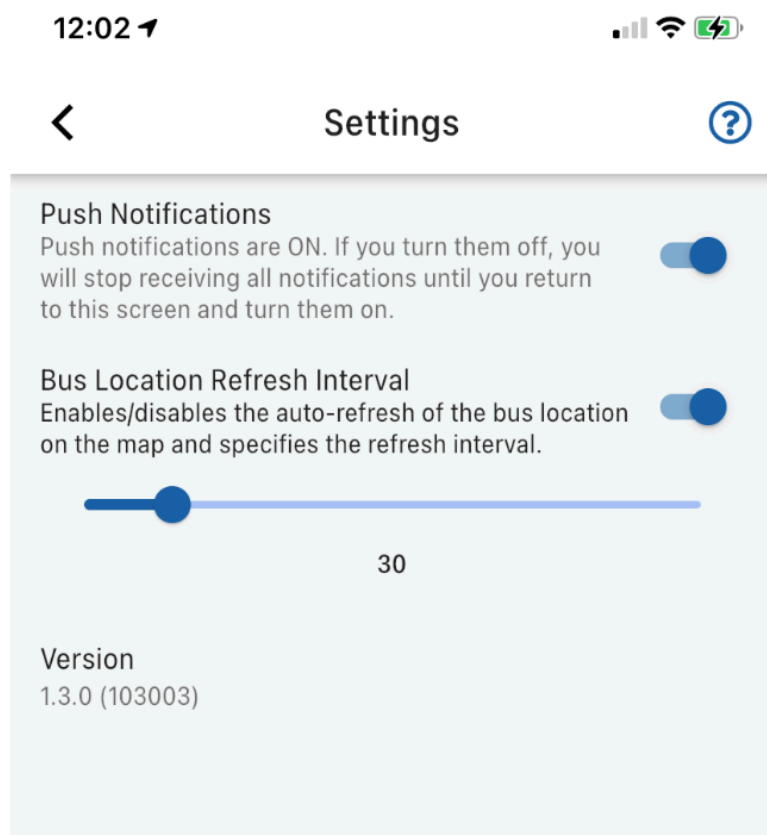 12:02
Settings
?
Push Notifications
Push notifications are ON. If you turn them off, you
will stop receiving all notifications until you return
to this screen and turn them on.
Bus Location Refresh Interval
Enables/disables the auto-refresh of the bus location
on the map and specifies the refresh interval.
30
Version
1.3.0 (103003)